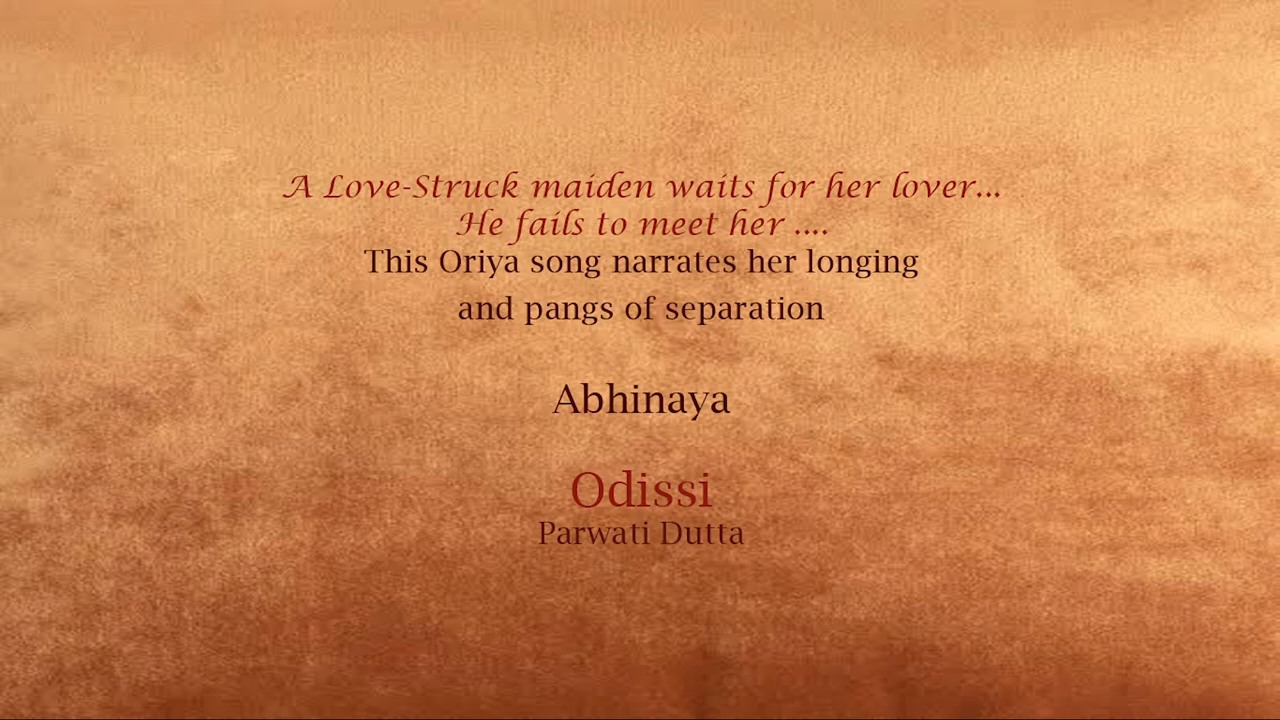 A Love-Struck maiden waits for her lover...
He fails to meet her ....
This Oriya song narrates her longing
and pangs of separation
Abhinaya
Odissi
Parwati Dutta